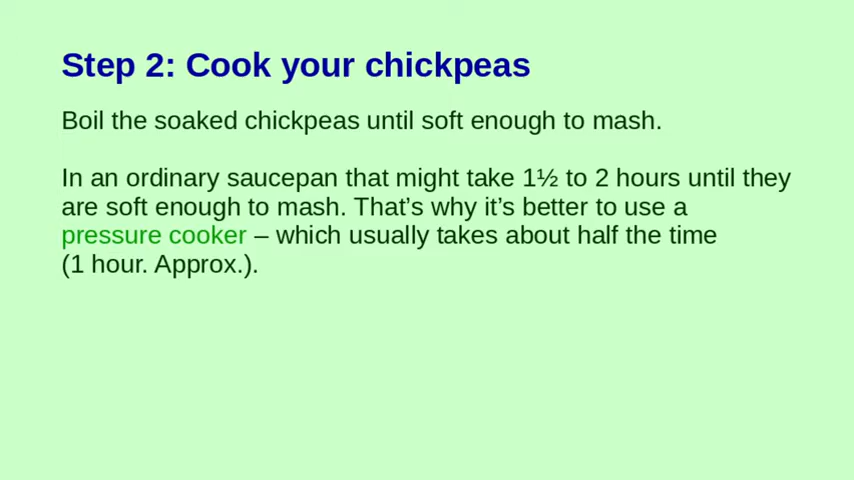 Step 2: Cook your chickpeas
Boil the soaked chickpeas until soft enough to mash.
In an ordinary saucepan that might take 1½ to 2 hours until they
are soft enough to mash. That’s why it’s better to use a
pressure cooker – which usually takes about half the time
(1 hour. Approx.).